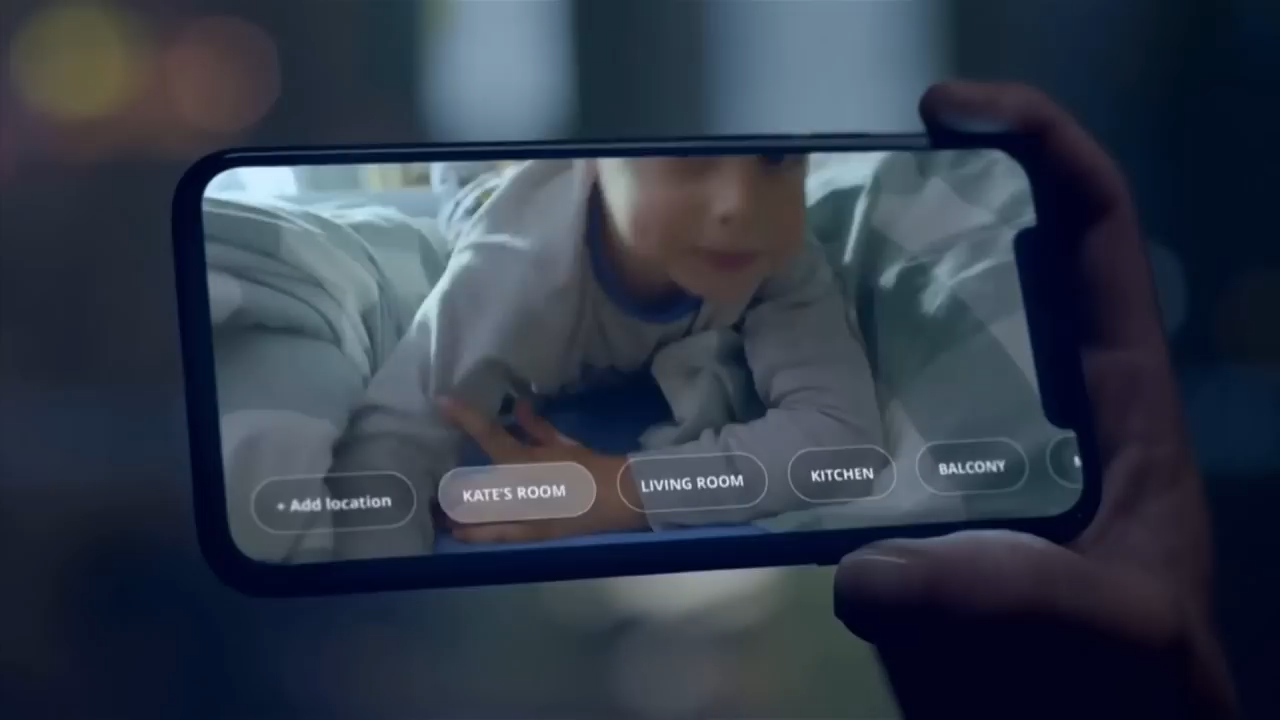 + Add location
KATE'S ROOM
LIVING ROOM
KITCHEN
BALCONY